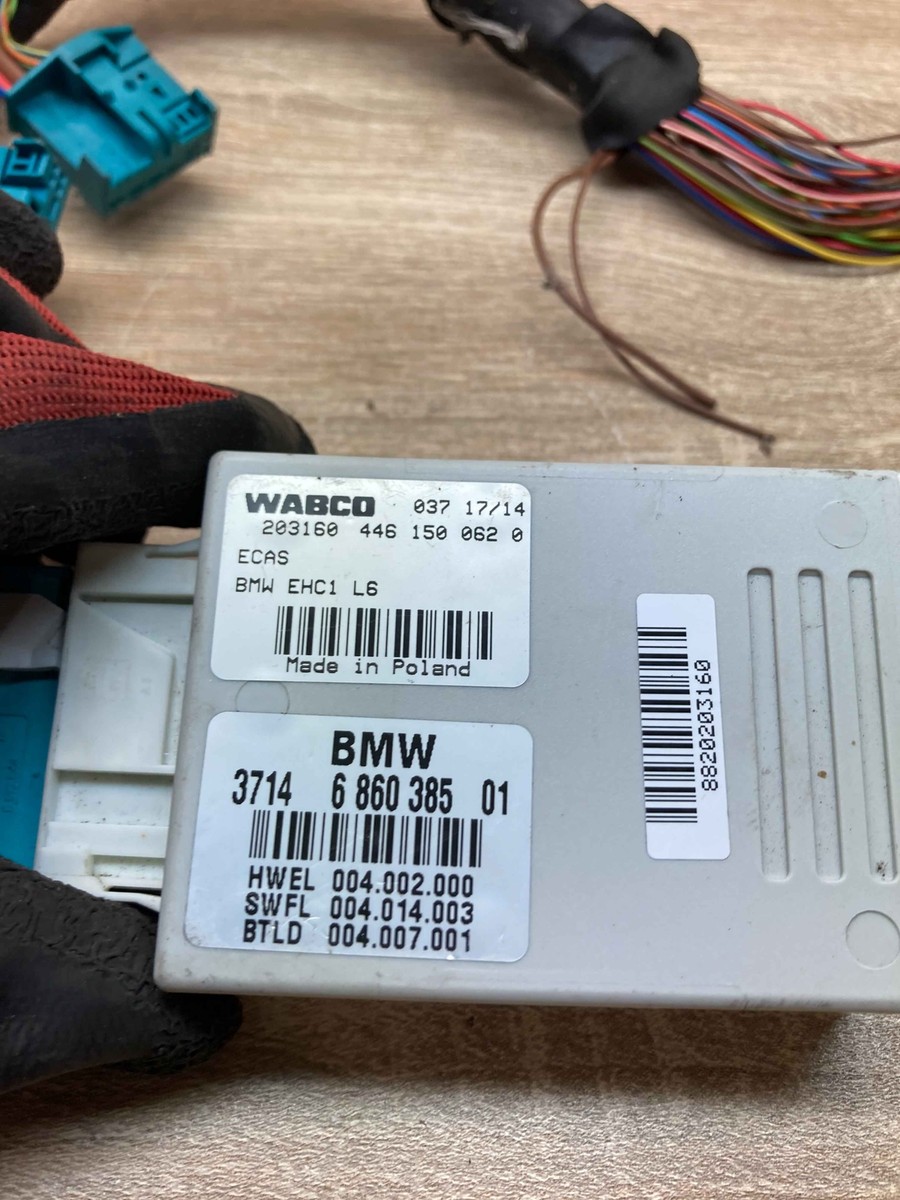 WABCO 037 17/14
203160 446 150 062 0
ECAS
BMW EHC1 L6
Made in Poland
BMW
3714 6 860 385 01
HWEL 004.002.000
SWFL 004.014.003
BTLD 004.007.001
8820203160